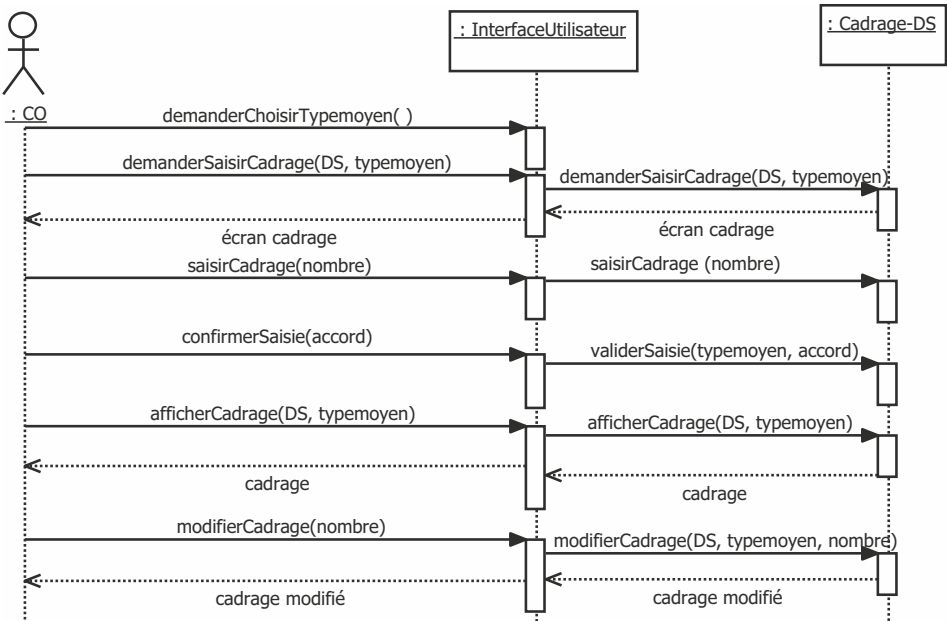 : InterfaceUtilisateur
: Cadrage-DS
: CO
demanderChoisirTypemoyen( )
demanderSaisirCadrage(DS, typemoyen)
demanderSaisirCadrage(DS, typemoyen)
écran cadrage
écran cadrage
saisirCadrage(nombre)
saisirCadrage (nombre)
confirmerSaisie(accord)
validerSaisie(typemoyen, accord)
afficherCadrage(DS, typemoyen)
afficherCadrage(DS, typemoyen)
cadrage
cadrage
modifierCadrage(nombre)
modifierCadrage(DS, typemoyen, nombre)
cadrage modifié
cadrage modifié